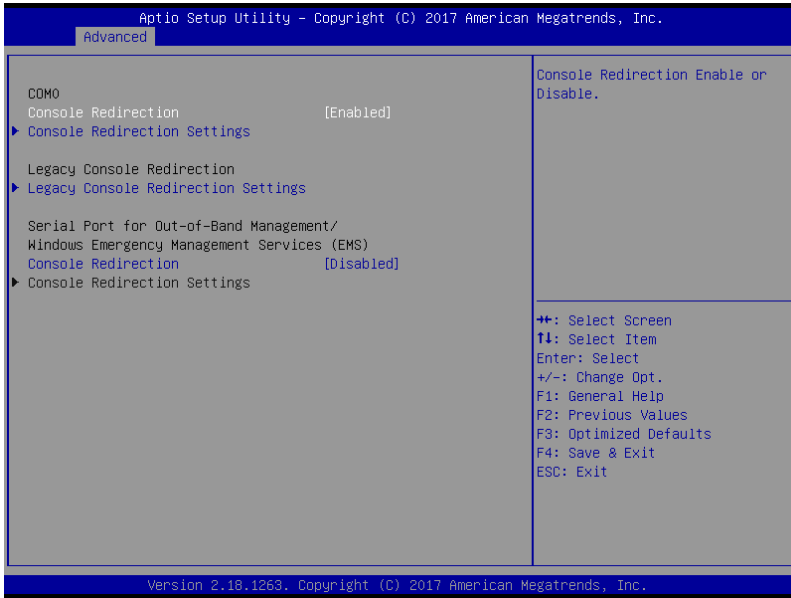 Aptio Setup Utility – Copyright (C) 2017 American Megatrends, Inc.
Advanced
COM0
Console Redirection [Enabled]
▶ Console Redirection Settings
Legacy Console Redirection
▶ Legacy Console Redirection Settings
Serial Port for Out-of-Band Management/
Windows Emergency Management Services (EMS)
Console Redirection [Disabled]
▶ Console Redirection Settings
Console Redirection Enable or
Disable.
→←: Select Screen
↑↓: Select Item
Enter: Select
+/-: Change Opt.
F1: General Help
F2: Previous Values
F3: Optimized Defaults
F4: Save & Exit
ESC: Exit
Version 2.18.1263. Copyright (C) 2017 American Megatrends, Inc.